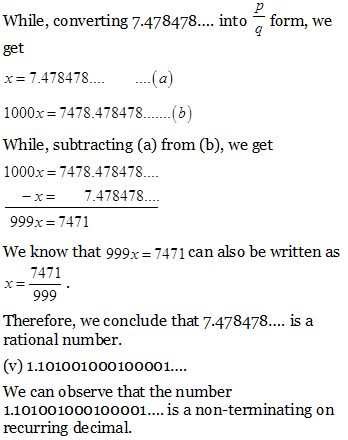 While, converting 7.478478.... into p/q form, we
get
x = 7.478478.... ....(a)
1000x = 7478.478478.......(b)
While, subtracting (a) from (b), we get
1000x = 7478.478478....
−x = 7.478478....
999x = 7471
We know that 999x = 7471 can also be written as
x = 7471/999 .
Therefore, we conclude that 7.478478.... is a
rational number.
(v) 1.101001000100001....
We can observe that the number
1.101001000100001.... is a non-terminating on
recurring decimal.